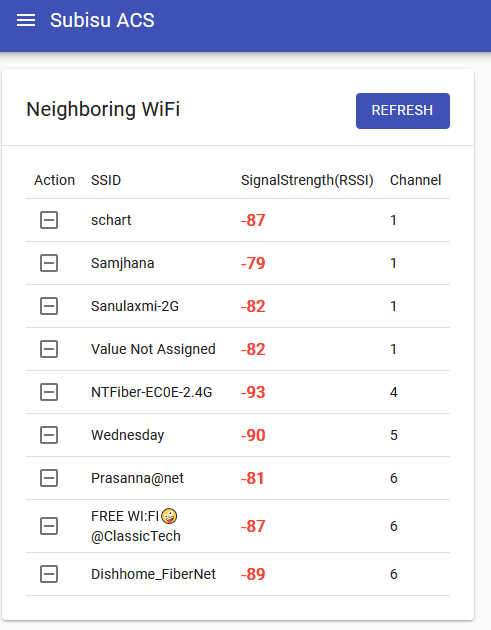 Subisu ACS
Neighboring WiFi REFRESH
Action SSID SignalStrength(RSSI) Channel
schart -87 1
Samjhana -79 1
Sanulaxmi-2G -82 1
Value Not Assigned -82 1
NTFiber-EC0E-2.4G -93 4
Wednesday -90 5
Prasanna@net -81 6
FREE WI:FI🤪
@ClassicTech -87 6
Dishhome_FiberNet -89 6